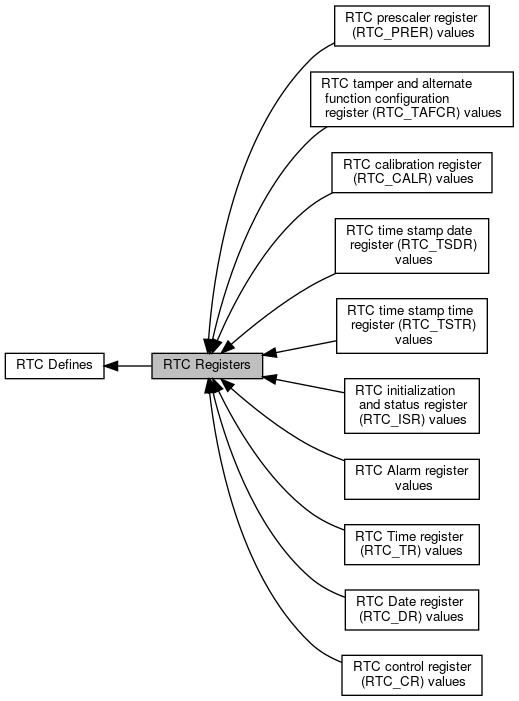 RTC prescaler register
(RTC_PRER) values
RTC tamper and alternate
function configuration
register (RTC_TAFCR) values
RTC calibration register
(RTC_CALR) values
RTC time stamp date
register (RTC_TSDR)
values
RTC time stamp time
register (RTC_TSTR)
values
RTC Defines
RTC Registers
RTC initialization
and status register
(RTC_ISR) values
RTC Alarm register
values
RTC Time register
(RTC_TR) values
RTC Date register
(RTC_DR) values
RTC control register
(RTC_CR) values